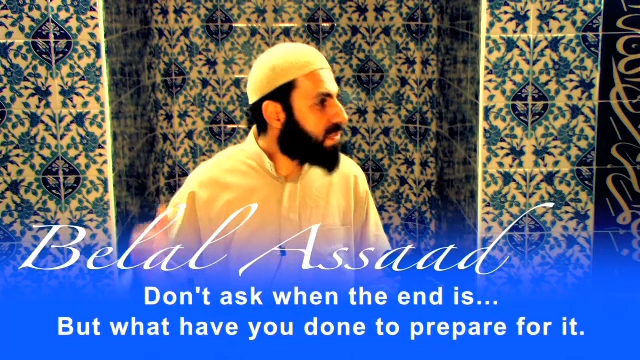 Belal Assaad
Don't ask when the end is...
But what have you done to prepare for it.